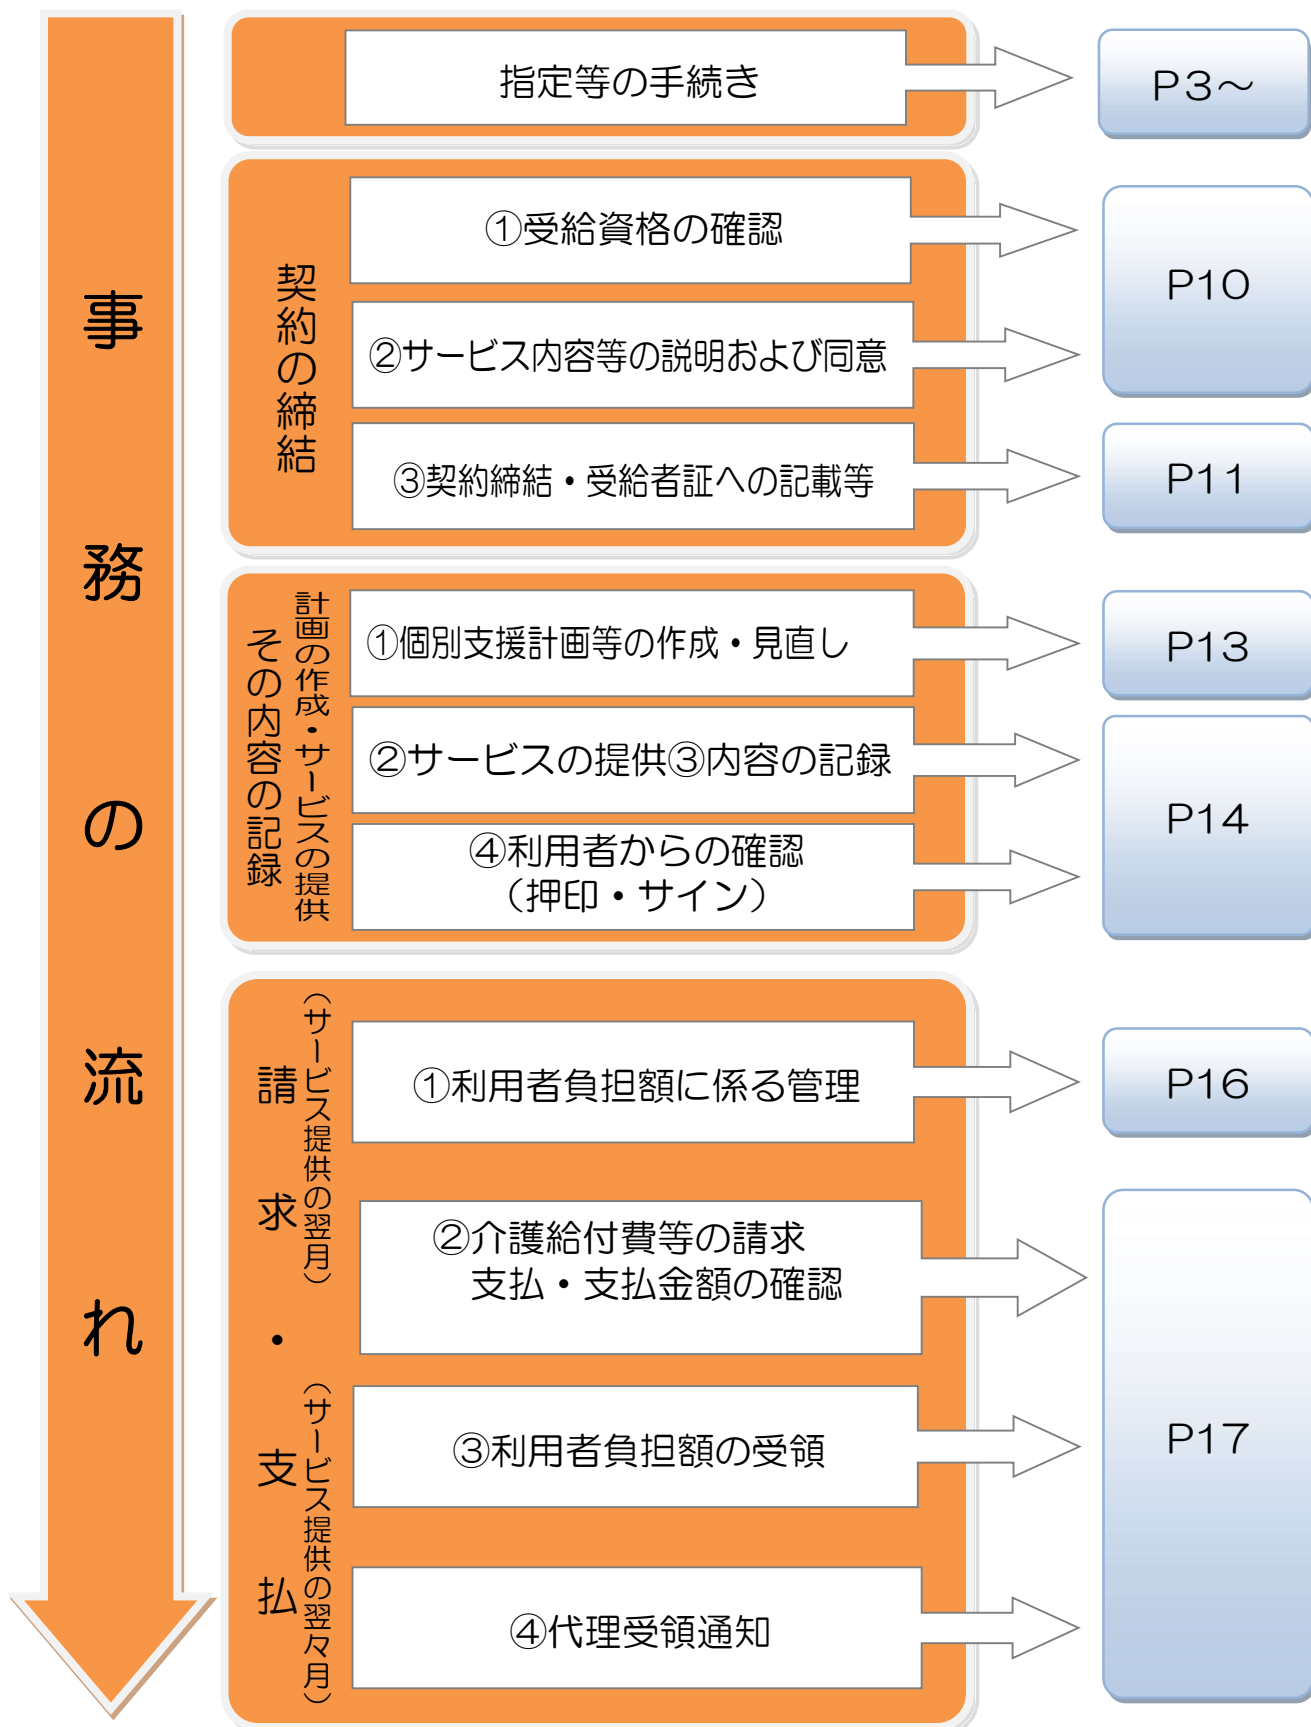 事務の流れ
指定等の手続き
P3～
契約の締結
①受給資格の確認
②サービス内容等の説明および同意
P10
③契約締結・受給者証への記載等
P11
計画の作成・サービスの提供
その内容の記録
①個別支援計画等の作成・見直し
P13
②サービスの提供③内容の記録
④利用者からの確認
（押印・サイン）
P14
請求・支払
（サービス提供の翌月）
（サービス提供の翌々月）
①利用者負担額に係る管理
P16
②介護給付費等の請求
支払・支払金額の確認
③利用者負担額の受領
④代理受領通知
P17